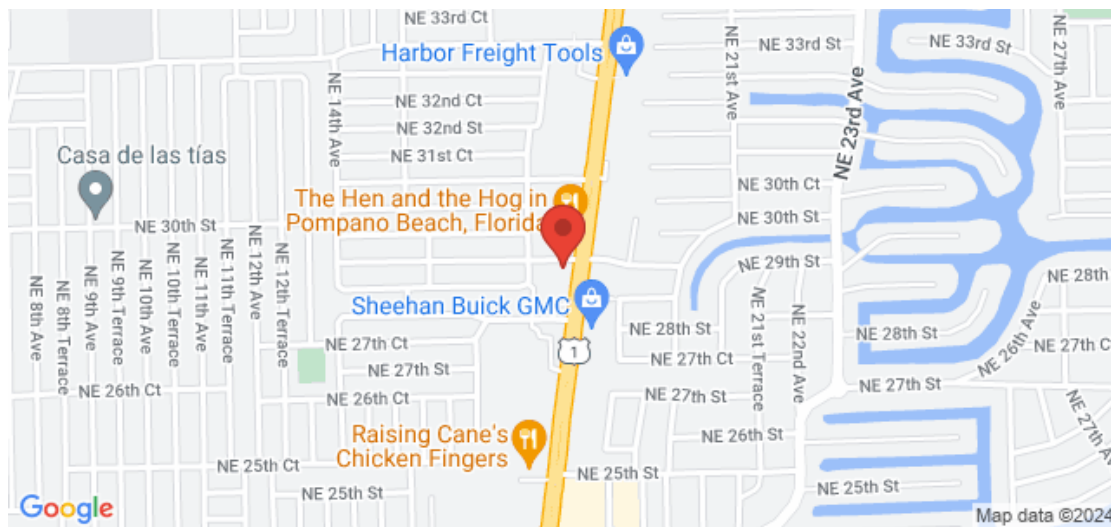 NE 33rd Ct
Harbor Freight Tools
NE 21st Ave
NE 33rd St
NE 33rd St
NE 27th Ave
NE 14th Ave
NE 32nd Ct
NE 32nd St
NE 31st Ct
NE 23rd Ave
Casa de las tías
The Hen and the Hog in
Pompano Beach, Florida
NE 30th Ct
NE 30th St
NE 30th St
NE 29th St
NE 8th Ave
NE 8th Terrace
NE 9th Ave
NE 9th Terrace
NE 10th Ave
NE 10th Terrace
NE 11th Ave
NE 11th Terrace
NE 12th Ave
NE 12th Terrace
Sheehan Buick GMC
1
NE 28th St
NE 28th St
NE 28th
NE 21st Terrace
NE 22nd Ave
NE 26th Ave
NE 27th Ct
NE 27th Ct
NE 27th C
NE 27th St
NE 27th St
NE 27th St
NE 26th Ct
NE 26th Ct
NE 27th Av
Raising Cane's
Chicken Fingers
NE 26th St
NE 25th Ct
NE 25th St
NE 25th St
NE 25th St
Google
Map data ©2024